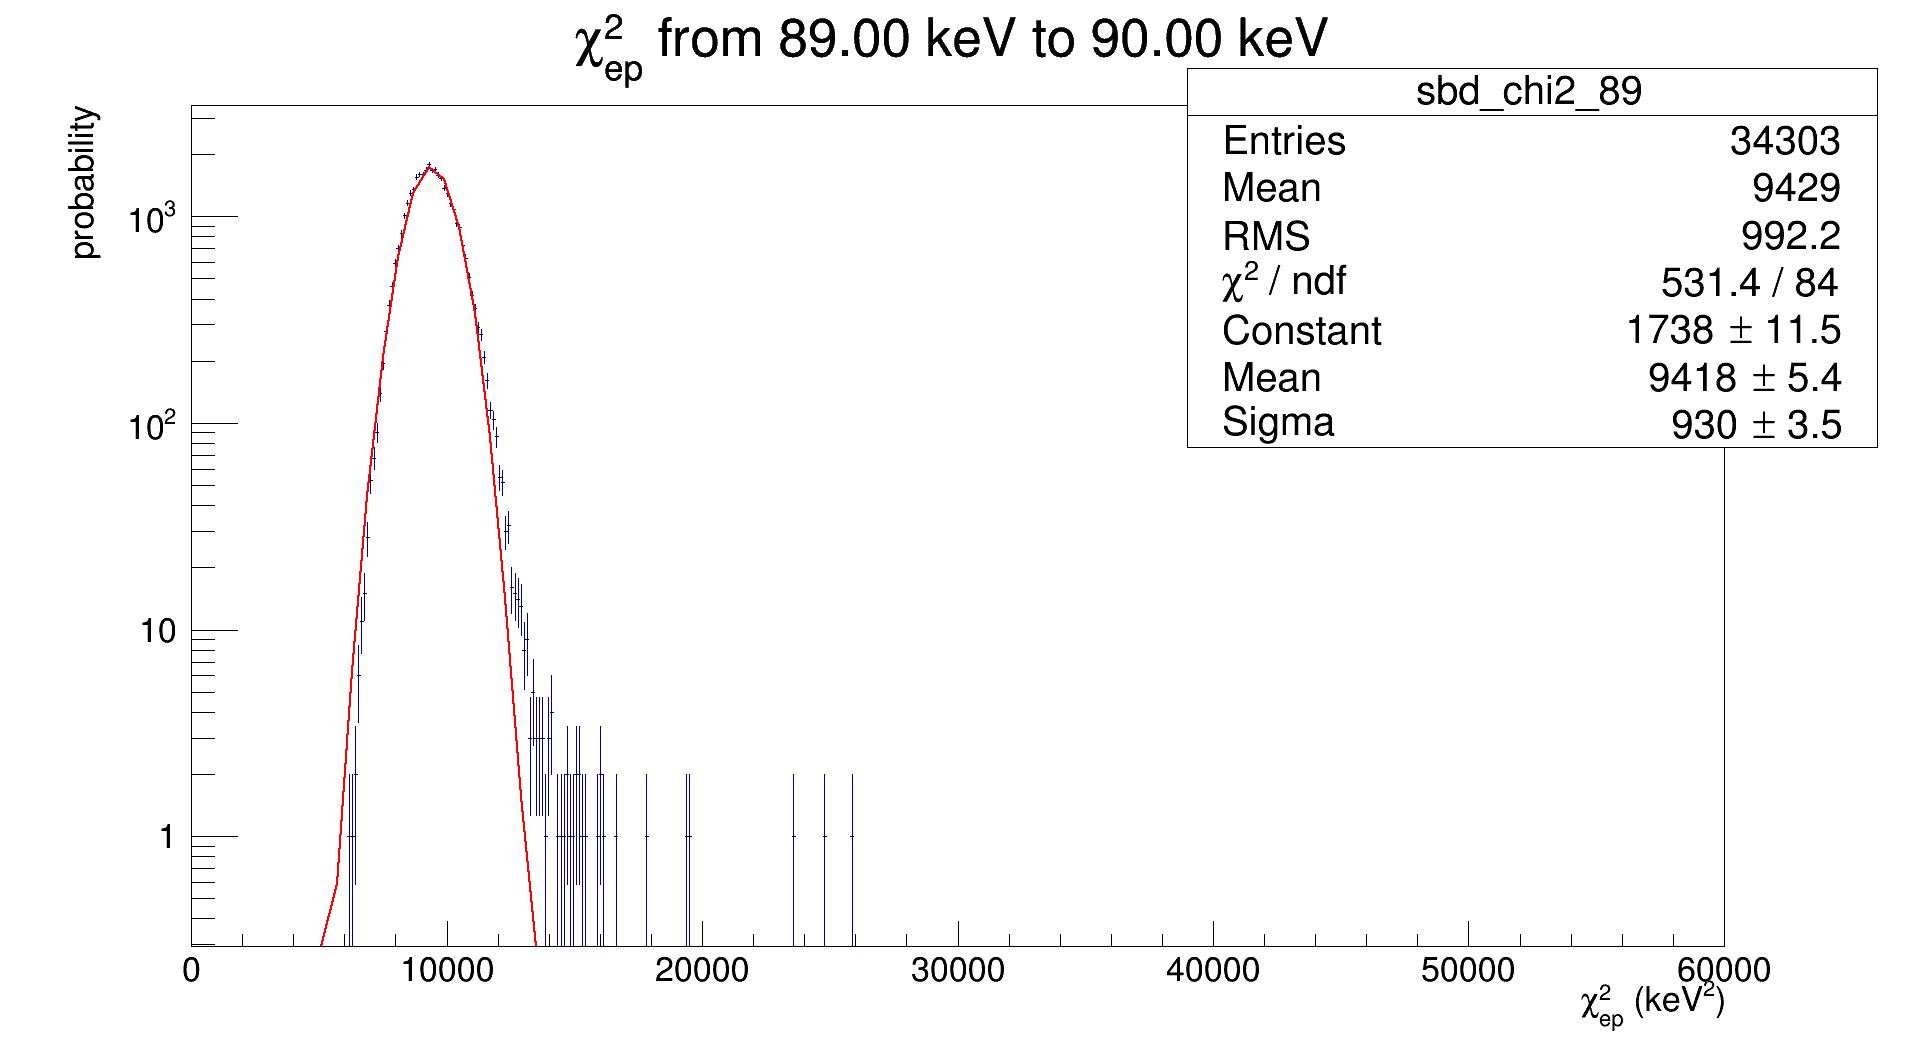 χ²ep from 89.00 keV to 90.00 keV
sbd_chi2_89
Entries 34303
Mean 9429
RMS 992.2
χ² / ndf 531.4 / 84
Constant 1738 ± 11.5
Mean 9418 ± 5.4
Sigma 930 ± 3.5
probability
10³
10²
10
1
0 10000 20000 30000 40000 50000 60000
χ²ep (keV²)